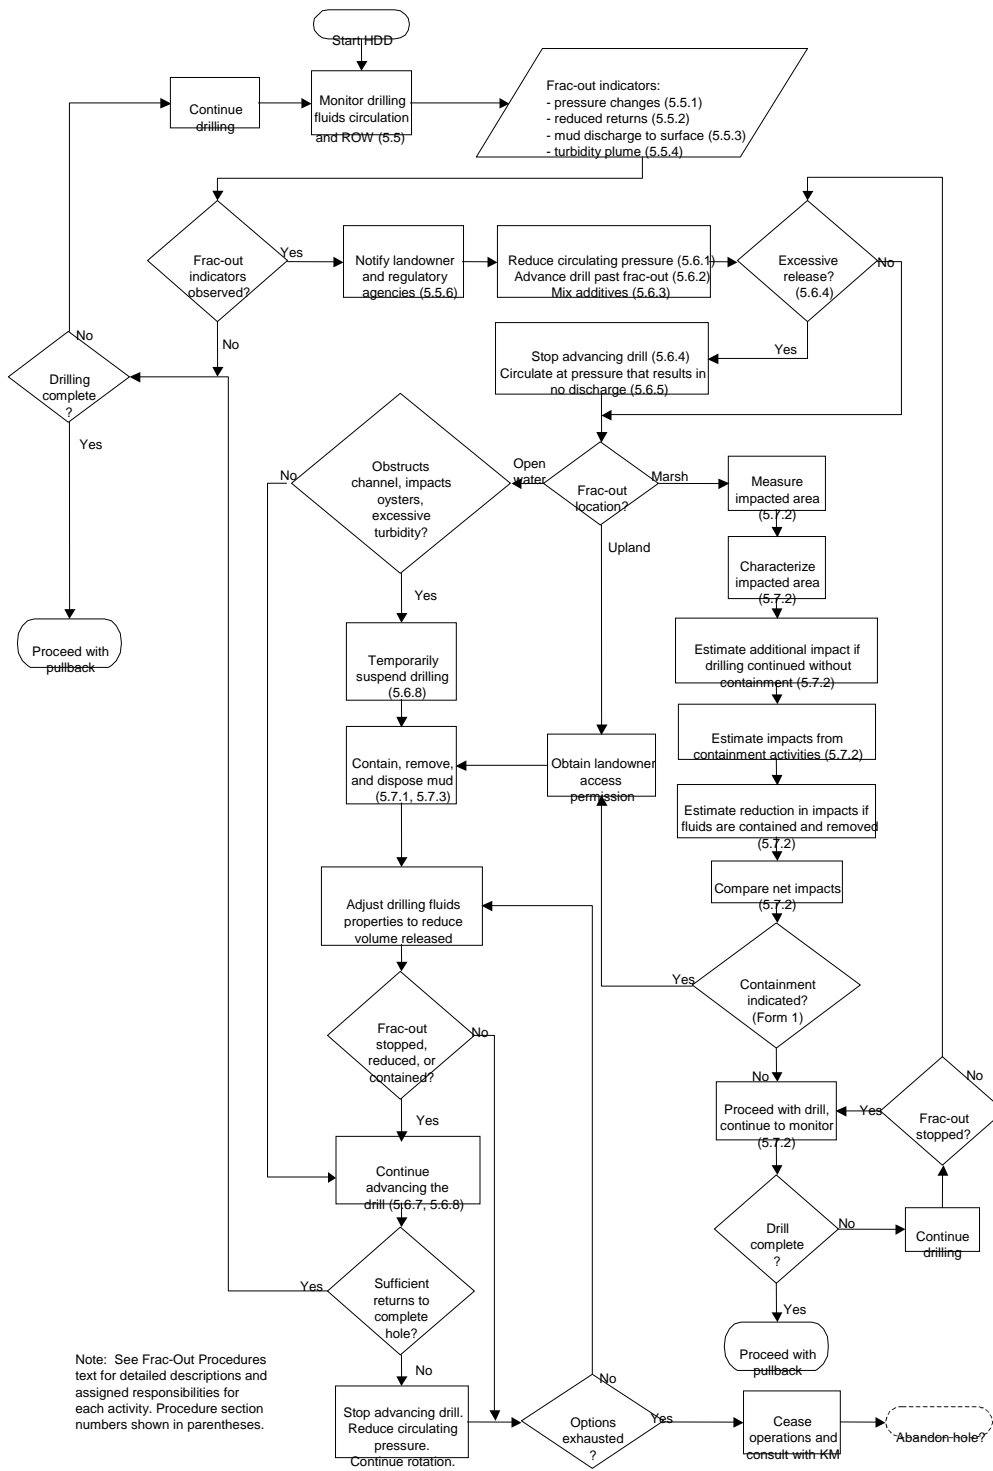 Start HDD
Continue
drilling
Monitor drilling
fluids circulation
and ROW (5.5)
Frac-out indicators:
- pressure changes (5.5.1)
- reduced returns (5.5.2)
- mud discharge to surface (5.5.3)
- turbidity plume (5.5.4)
Frac-out
indicators
observed?
Yes
No
Notify landowner
and regulatory
agencies (5.5.6)
Reduce circulating pressure (5.6.1)
Advance drill past frac-out (5.6.2)
Mix additives (5.6.3)
Excessive
release?
(5.6.4)
No
Yes
No
Drilling
complete
?
Yes
Stop advancing drill (5.6.4)
Circulate at pressure that results in
no discharge (5.6.5)
No
Obstructs
channel, impacts
oysters,
excessive
turbidity?
Yes
Open
water
Frac-out
location?
Marsh
Upland
Measure
impacted area
(5.7.2)
Characterize
impacted area
(5.7.2)
Proceed with
pullback
Temporarily
suspend drilling
(5.6.8)
Estimate additional impact if
drilling continued without
containment (5.7.2)
Contain, remove,
and dispose mud
(5.7.1, 5.7.3)
Obtain landowner
access
permission
Estimate impacts from
containment activities (5.7.2)
Estimate reduction in impacts if
fluids are contained and removed
(5.7.2)
Compare net impacts
(5.7.2)
Adjust drilling fluids
properties to reduce
volume released
Yes
Containment
indicated?
(Form 1)
No
Frac-out
stopped,
reduced, or
contained?
No
Yes
Proceed with drill,
continue to monitor
(5.7.2)
Yes
Frac-out
stopped?
No
Continue
advancing the
drill (5.6.7, 5.6.8)
Drill
complete
?
No
Yes
Continue
drilling
Yes
Sufficient
returns to
complete
hole?
No
Proceed with
pullback
Note: See Frac-Out Procedures
text for detailed descriptions and
assigned responsibilities for
each activity. Procedure section
numbers shown in parentheses.
Stop advancing drill.
Reduce circulating
pressure.
Continue rotation.
No
Options
exhausted
?
Yes
Cease
operations and
consult with KM
Abandon hole?